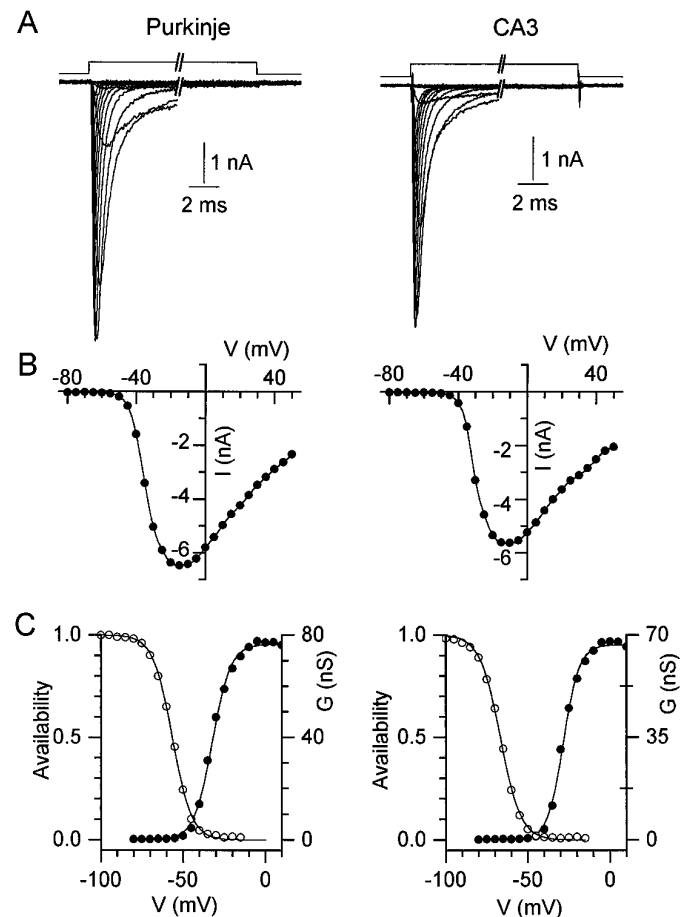 A
Purkinje
CA3
1 nA
2 ms
1 nA
2 ms
B
V (mV)
-80 -40 40
-2
-4
-6
I (nA)
V (mV)
-80 -40 40
-2
-4
-6
I (nA)
C
1.0
0.5
0.0
Availability
80
40
0
G (nS)
-100 -50 0
V (mV)
1.0
0.5
0.0
Availability
70
35
0
G (nS)
-100 -50 0
V (mV)